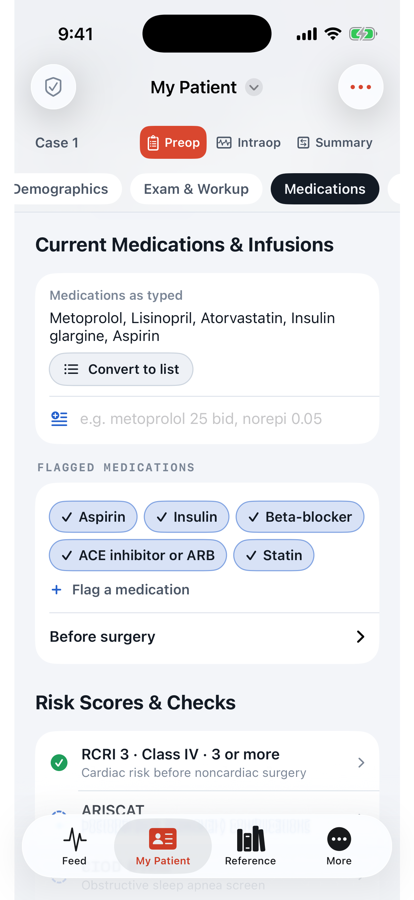 9:41
My Patient
Case 1
Preop
Intraop
Summary
Demographics
Exam & Workup
Medications
Current Medications & Infusions
Medications as typed
Metoprolol, Lisinopril, Atorvastatin, Insulin
glargine, Aspirin
Convert to list
e.g. metoprolol 25 bid, norepi 0.05
FLAGGED MEDICATIONS
Aspirin
Insulin
Beta-blocker
ACE inhibitor or ARB
Statin
+ Flag a medication
Before surgery
Risk Scores & Checks
RCRI 3 · Class IV · 3 or more
Cardiac risk before noncardiac surgery
ARISCAT
Feed
My Patient
Reference
More
Obstructive sleep apnea screen